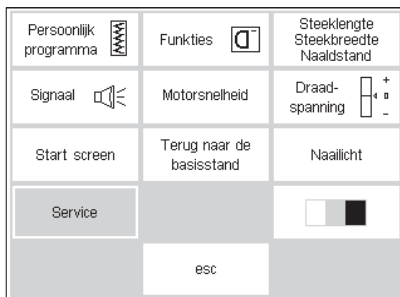 Persoonlijk
programma
Funkties
Steeklengte
Steekbreedte
Naaldstand
Signaal
Motorsnelheid
Draad-
spanning
+
-
Start screen
Terug naar de
basisstand
Naailicht
Service
esc